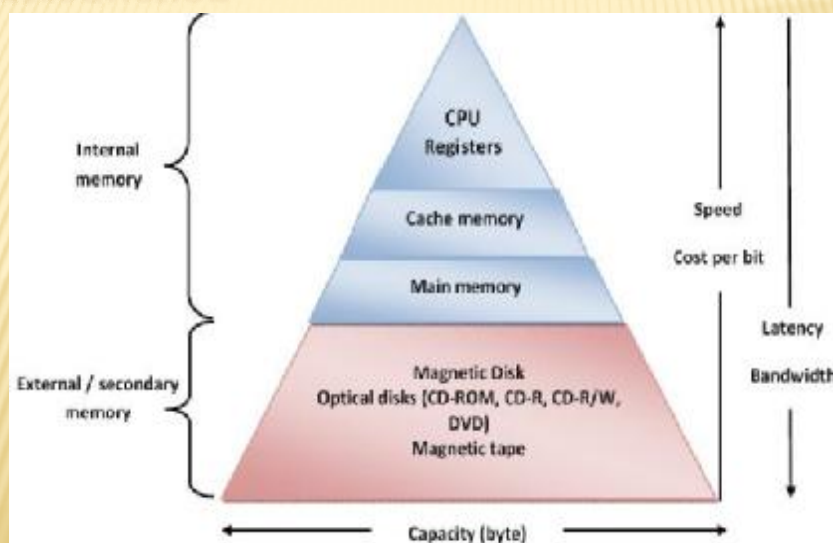 CPU
Registers
Internal
memory
Cache memory
Main memory
Speed
Cost per bit
Latency
Bandwidth
External / secondary
memory
Magnetic Disk
Optical disks (CD-ROM, CD-R, CD-R/W,
DVD)
Magnetic tape
Capacity (byte)